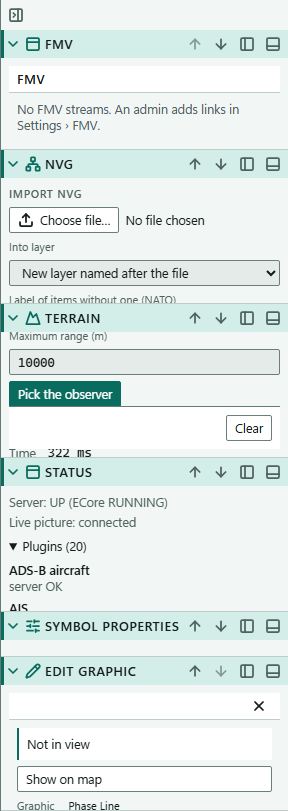 FMV
FMV
No FMV streams. An admin adds links in
Settings › FMV.
NVG
IMPORT NVG
Choose file... No file chosen
Into layer
New layer named after the file
Label of items without one (NATO)
TERRAIN
Maximum range (m)
10000
Pick the observer
Clear
Time 322 ms
STATUS
Server: UP (ECore RUNNING)
Live picture: connected
▼ Plugins (20)
ADS-B aircraft
server OK
AIS
SYMBOL PROPERTIES
EDIT GRAPHIC
Not in view
Show on map
Graphic Phase Line